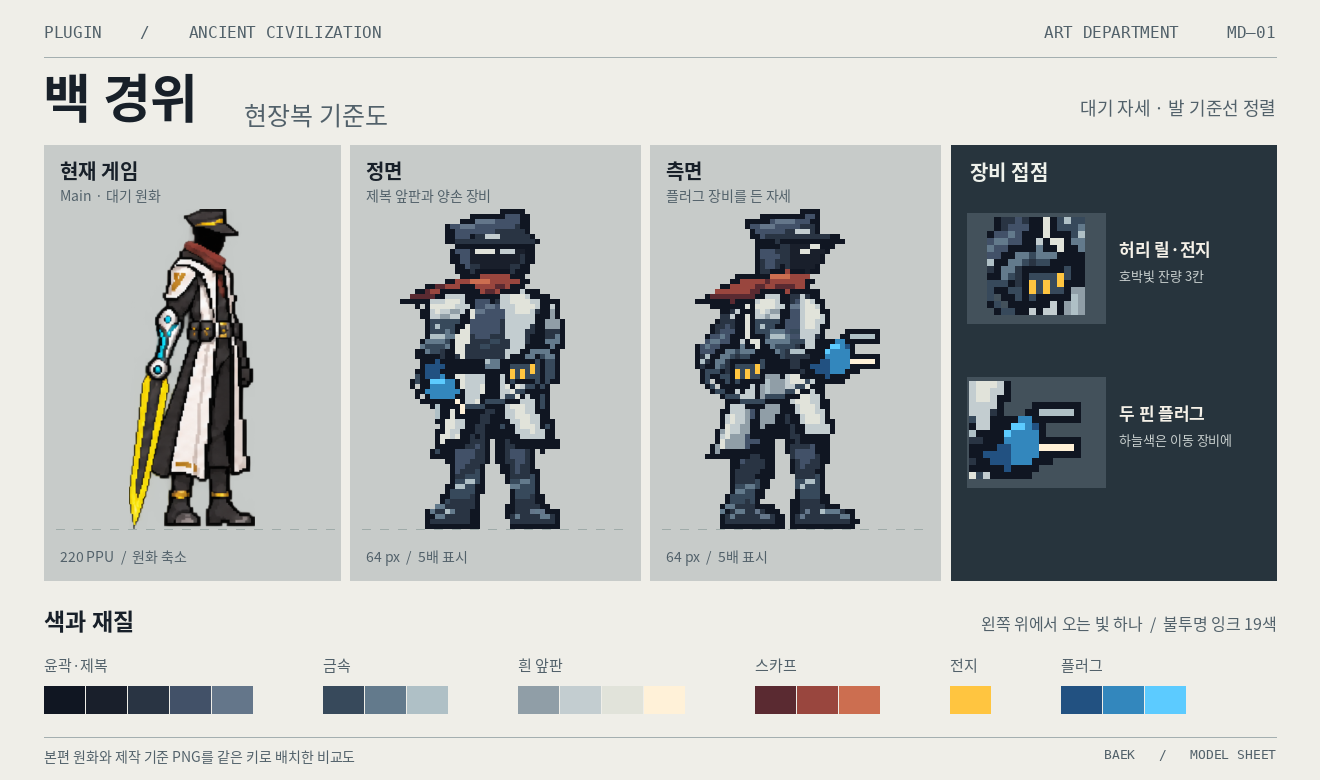 PLUGIN / ANCIENT CIVILIZATION
ART DEPARTMENT MD—01
백 경위
현장복 기준도
대기 자세 · 발 기준선 정렬
현재 게임
Main · 대기 원화
220 PPU / 원화 축소
정면
제복 앞판과 양손 장비
64 px / 5배 표시
측면
플러그 장비를 든 자세
64 px / 5배 표시
장비 접점
허리 릴·전지
호박빛 잔량 3칸
두 핀 플러그
하늘색은 이동 장비에
색과 재질
왼쪽 위에서 오는 빛 하나 / 불투명 잉크 19색
윤곽·제복
금속
흰 앞판
스카프
전지
플러그
본편 원화와 제작 기준 PNG를 같은 키로 배치한 비교도
BAEK / MODEL SHEET